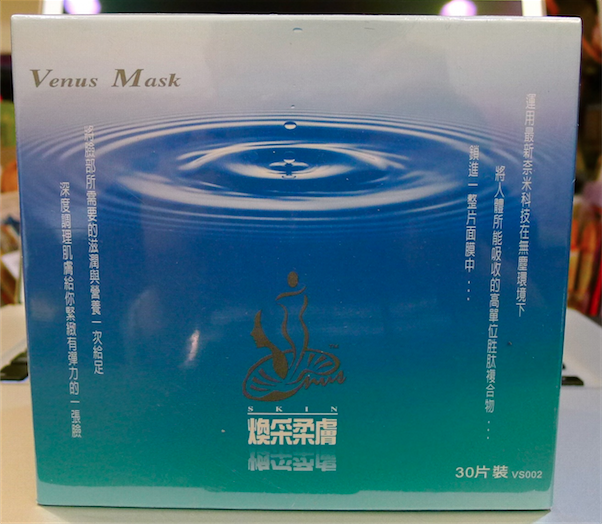 Venus Mask
運用最新奈米科技在無塵環境下
將人體所能吸收的高單位胜肽複合物...
鎖進一整片面膜中...
將臉部所需要的滋潤與營養一次給足
深度調理肌膚給你緊緻有彈力的一張臉
Venus
SKIN
煥采柔膚
30片裝 VS002